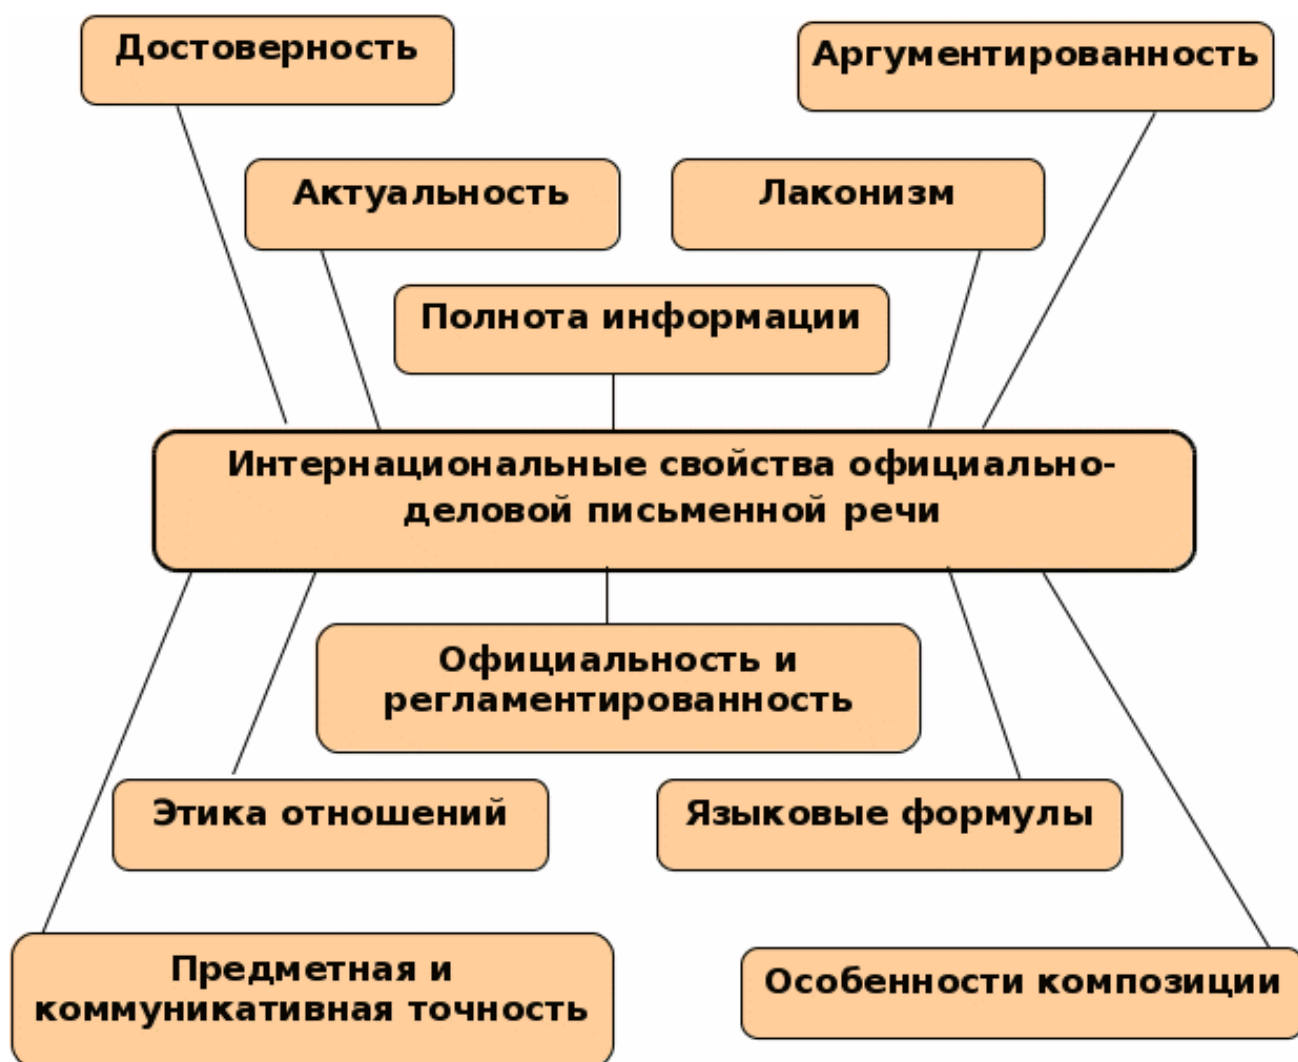 Достоверность
Аргументированность
Актуальность
Лаконизм
Полнота информации
Интернациональные свойства официально-
деловой письменной речи
Официальность и
регламентированность
Этика отношений
Языковые формулы
Предметная и
коммуникативная точность
Особенности композиции